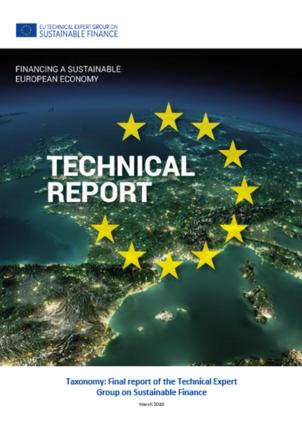 EU TECHNICAL EXPERT GROUP ON
SUSTAINABLE FINANCE
FINANCING A SUSTAINABLE
EUROPEAN ECONOMY
TECHNICAL
REPORT
Taxonomy: Final report of the Technical Expert
Group on Sustainable Finance
March 2020